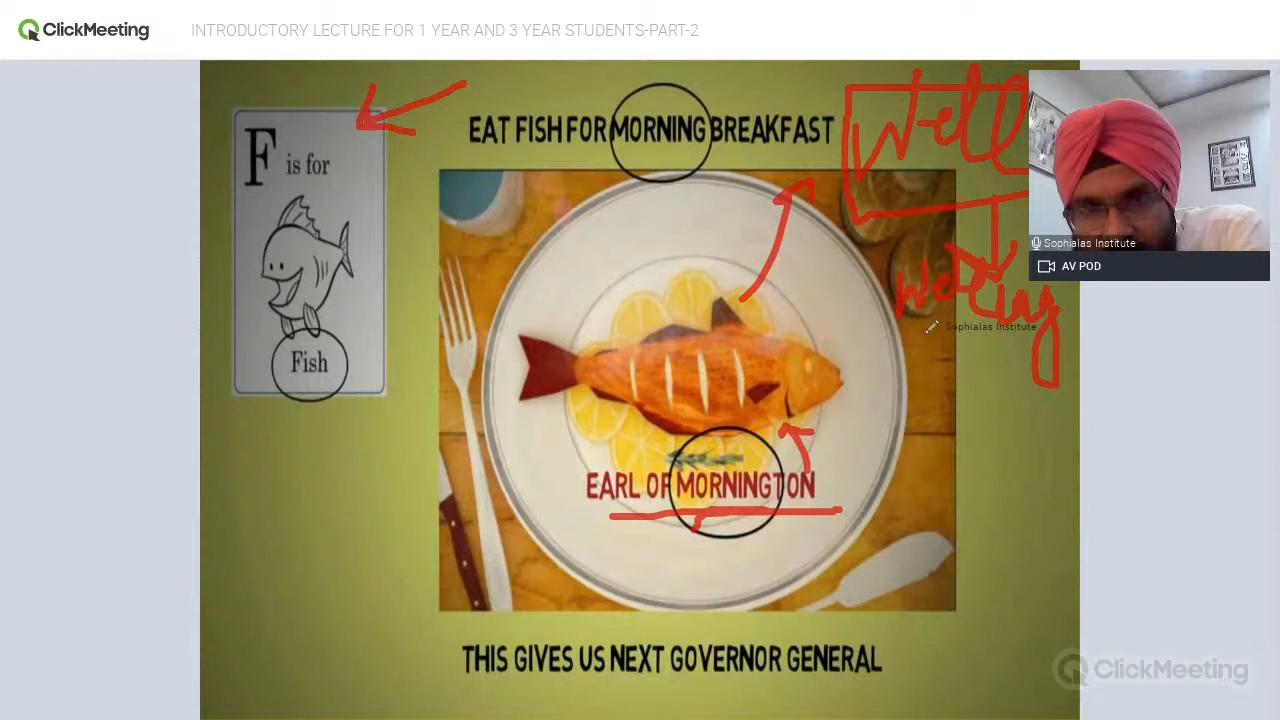 ClickMeeting
INTRODUCTORY LECTURE FOR 1 YEAR AND 3 YEAR STUDENTS-PART-2
EAT FISH FOR MORNING BREAKFAST
Well
F is for
Fish
Sophialas Institute
AV POD
Sophialas Institute
EARL OF MORNINGTON
THIS GIVES US NEXT GOVERNOR GENERAL
ClickMeeting